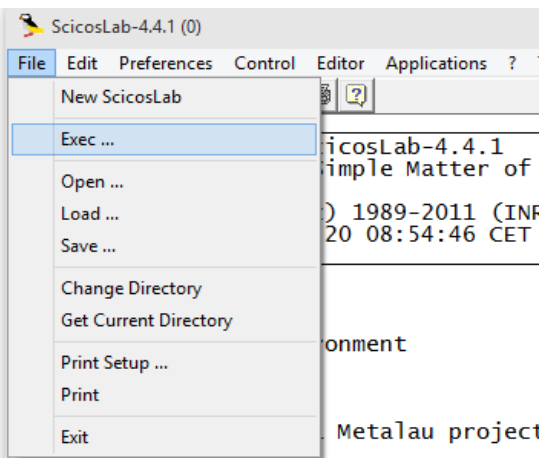 ScicosLab-4.4.1 (0)
File Edit Preferences Control Editor Applications ?
New ScicosLab
Exec ...
icosLab-4.4.1
Open ...
imple Matter of
Load ...
) 1989-2011 (INR
Save ...
20 08:54:46 CET
Change Directory
Get Current Directory
onment
Print Setup ...
Print
Exit
Metalau project